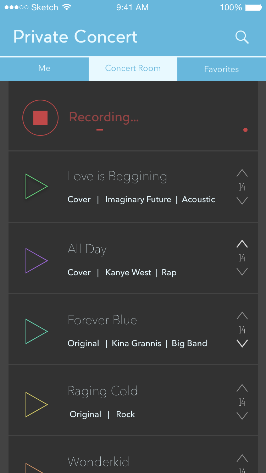 Sketch 9:41 AM 100%
Private Concert
Me Concert Room Favorites
Recording...
Love is Beggining
14
Cover | Imaginary Future | Acoustic
All Day
14
Cover | Kanye West | Rap
Forever Blue
14
Original | Kina Grannis | Big Band
Raging Cold
14
Original | Rock
Wonderkid